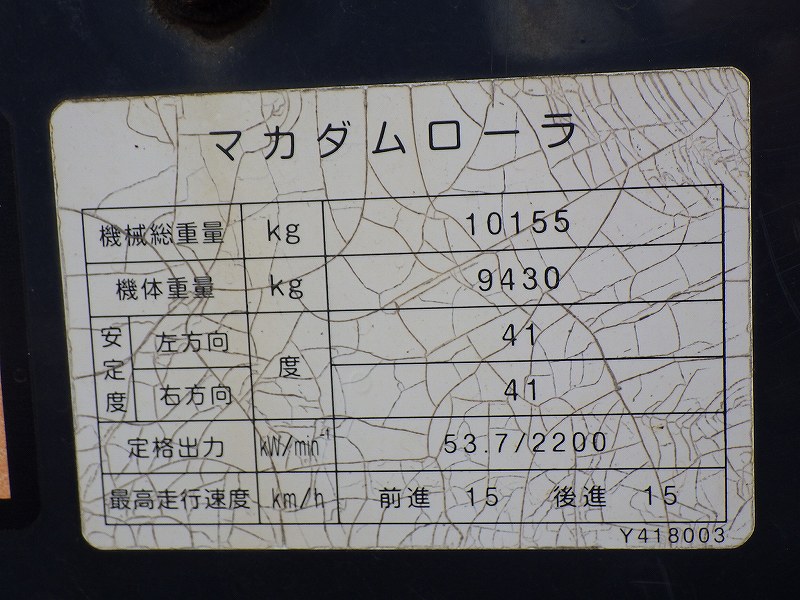 マカダムローラ
機械総重量 kg 10155
機体重量 kg 9430
安定度 左方向 度 41
右方向 41
定格出力 kW/min⁻¹ 53.7/2200
最高走行速度 km/h 前進 15 後進 15
Y418003